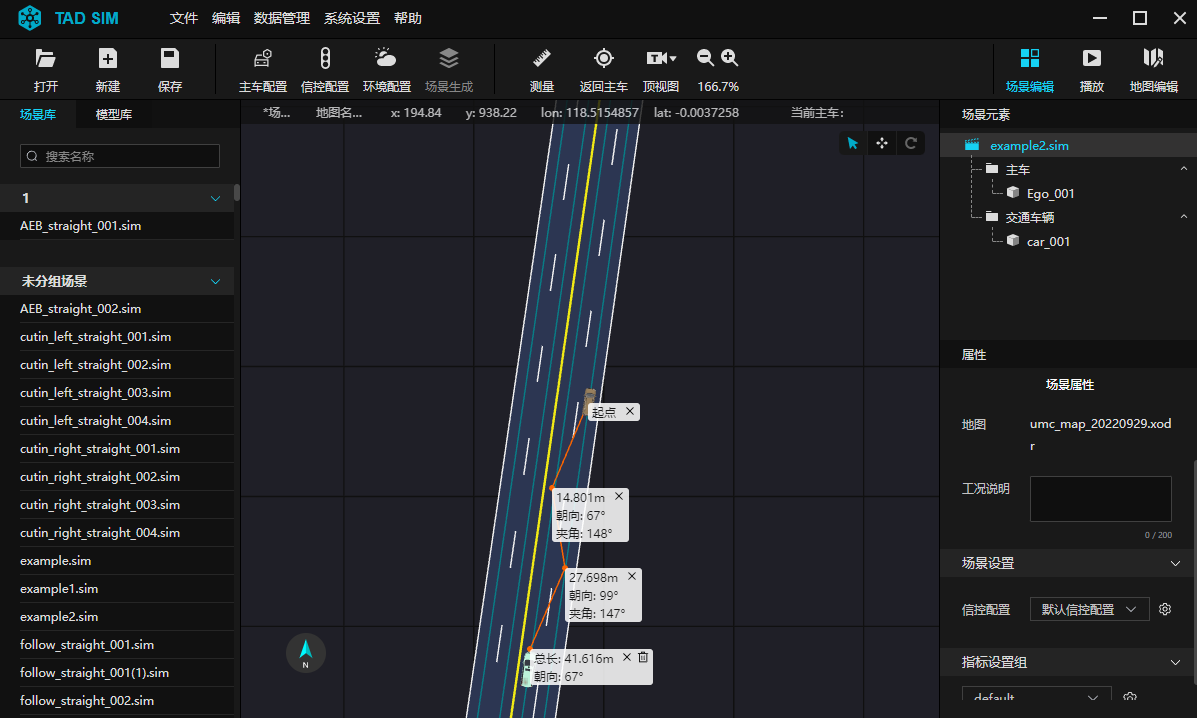 TAD SIM
文件 编辑 数据管理 系统设置 帮助
打开 新建 保存 主车配置 信控配置 环境配置 场景生成 测量 返回主车 顶视图 166.7% 场景编辑 播放 地图编辑
场景库 模型库
搜索名称
1
AEB_straight_001.sim
未分组场景
AEB_straight_002.sim
cutin_left_straight_001.sim
cutin_left_straight_002.sim
cutin_left_straight_003.sim
cutin_left_straight_004.sim
cutin_right_straight_001.sim
cutin_right_straight_002.sim
cutin_right_straight_003.sim
cutin_right_straight_004.sim
example.sim
example1.sim
example2.sim
follow_straight_001.sim
follow_straight_001(1).sim
follow_straight_002.sim
*场... 地图名... x: 194.84 y: 938.22 lon: 118.5154857 lat: -0.0037258 当前主车:
起点
14.801m
朝向: 67°
夹角: 148°
27.698m
朝向: 99°
夹角: 147°
总长: 41.616m
朝向: 67°
N
场景元素
example2.sim
主车
Ego_001
交通车辆
car_001
属性
场景属性
地图 umc_map_20220929.xod
r
工况说明
0 / 200
场景设置
信控配置 默认信控配置
指标设置组
default